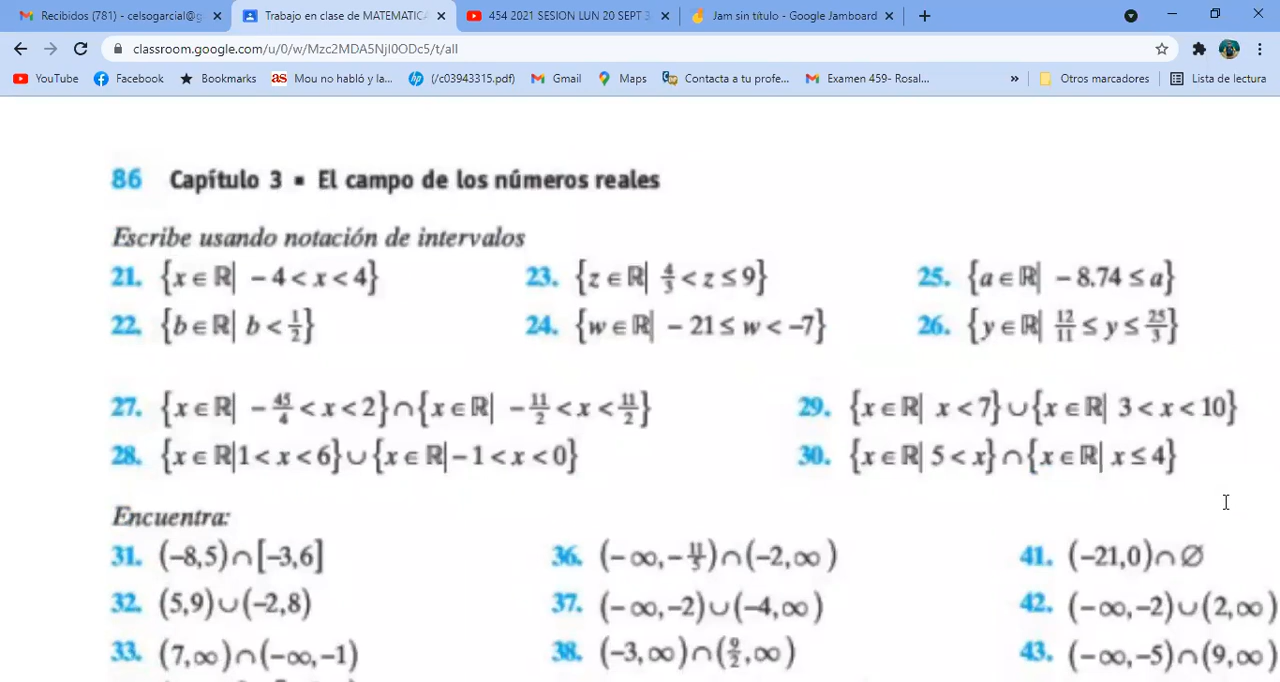 Recibidos (781) - celsogarcial@g
Trabajo en clase de MATEMATIC
454 2021 SESION LUN 20 SEPT 3
Jam sin título - Google Jamboard
classroom.google.com/u/0/w/Mzc2MDA5NjI0ODc5/t/all
YouTube Facebook Bookmarks Mou no habló y la... (/c03943315.pdf) Gmail Maps Contacta a tu profe... Examen 459- Rosal... » Otros marcadores Lista de lectura
86 Capítulo 3 ▪ El campo de los números reales
Escribe usando notación de intervalos
21. {x ∈ ℝ| − 4 < x < 4} 23. {z ∈ ℝ| 4/5 < z ≤ 9} 25. {a ∈ ℝ| − 8.74 ≤ a}
22. {b ∈ ℝ| b < 1/2} 24. {w ∈ ℝ| − 21 ≤ w < −7} 26. {y ∈ ℝ| 12/11 ≤ y ≤ 25/3}
27. {x ∈ ℝ| − 45/4 < x < 2} ∩ {x ∈ ℝ| − 11/2 < x < 11/2} 29. {x ∈ ℝ| x < 7} ∪ {x ∈ ℝ| 3 < x < 10}
28. {x ∈ ℝ|1 < x < 6} ∪ {x ∈ ℝ| − 1 < x < 0} 30. {x ∈ ℝ| 5 < x} ∩ {x ∈ ℝ| x ≤ 4}
Encuentra:
31. (−8,5) ∩ [−3,6] 36. (− ∞, ) ∩ (−2, ∞ ) 41. (−21,0) ∩ ∅
32. (5,9) ∪ (−2,8) 37. (− ∞, −2) ∪ (−4, ∞) 42. (− ∞, −2) ∪ (2, ∞)
33. (7, ∞) ∩ (−∞, −1) 38. (−3, ∞) ∩ (9/2, ∞) 43. (− ∞, −5) ∩ (9, ∞)